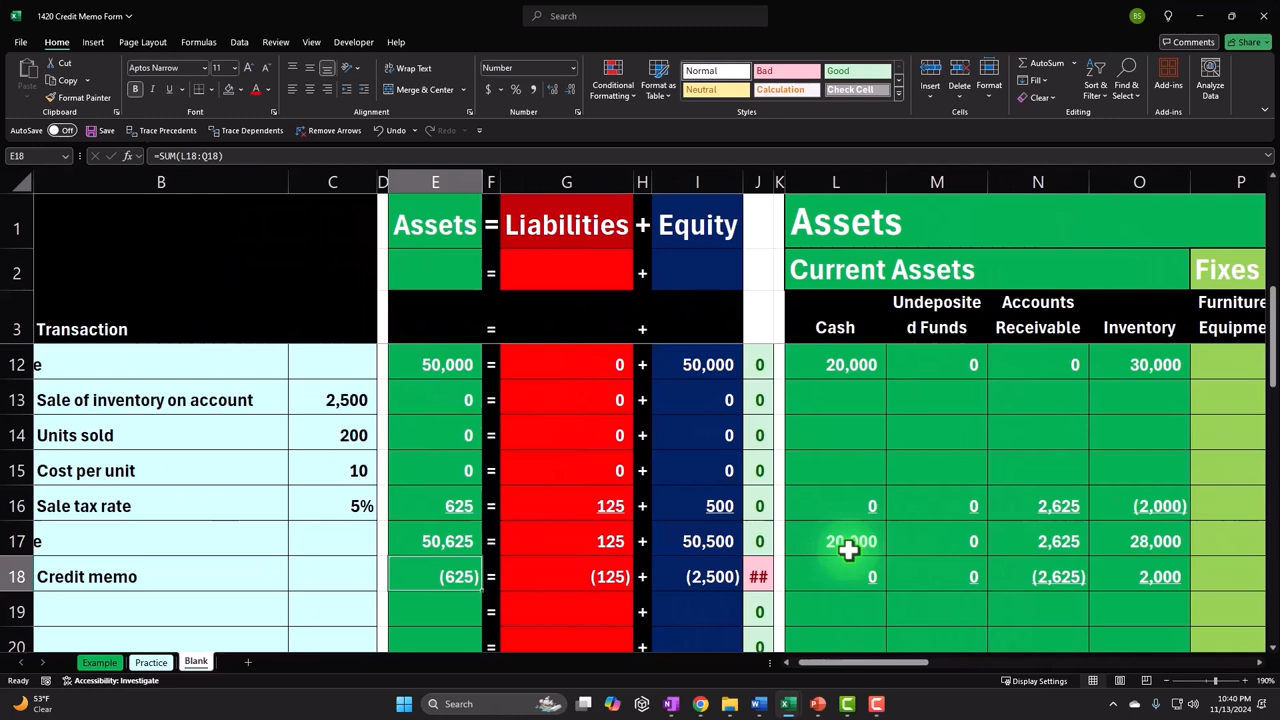 1420 Credit Memo Form
Search
BS
File Home Insert Page Layout Formulas Data Review View Developer Help
Comments Share
Cut
Copy
Format Painter
Clipboard
Aptos Narrow 11
Font
Wrap Text
Merge & Center
Alignment
Number
Number
Conditional Formatting
Format as Table
Normal Bad Good
Neutral Calculation Check Cell
Styles
Insert Delete Format
Cells
AutoSum
Fill
Clear
Sort & Filter
Find & Select
Editing
Add-ins
Add-ins
Analyze Data
AutoSave Off Save Trace Precedents Trace Dependents Remove Arrows Undo Redo
E18 fx =SUM(L18:Q18)
B C D E F G H I J K L M N O P
1 Assets = Liabilities + Equity Assets
2 = + Current Assets Fixes
3 Transaction = + Cash Undeposite d Funds Accounts Receivable Inventory Furniture Equipme
12 e 50,000 = 0 + 50,000 0 20,000 0 0 30,000
13 Sale of inventory on account 2,500 0 = 0 + 0 0
14 Units sold 200 0 = 0 + 0 0
15 Cost per unit 10 0 = 0 + 0 0
16 Sale tax rate 5% 625 = 125 + 500 0 0 0 2,625 (2,000)
17 e 50,625 = 125 + 50,500 0 20,000 0 2,625 28,000
18 Credit memo (625) = (125) + (2,500) ## 0 0 (2,625) 2,000
19 = + 0
20 = + 0
Example Practice Blank
Ready Accessibility: Investigate Display Settings 190%
53°F
Clear
Search
10:40 PM
11/13/2024